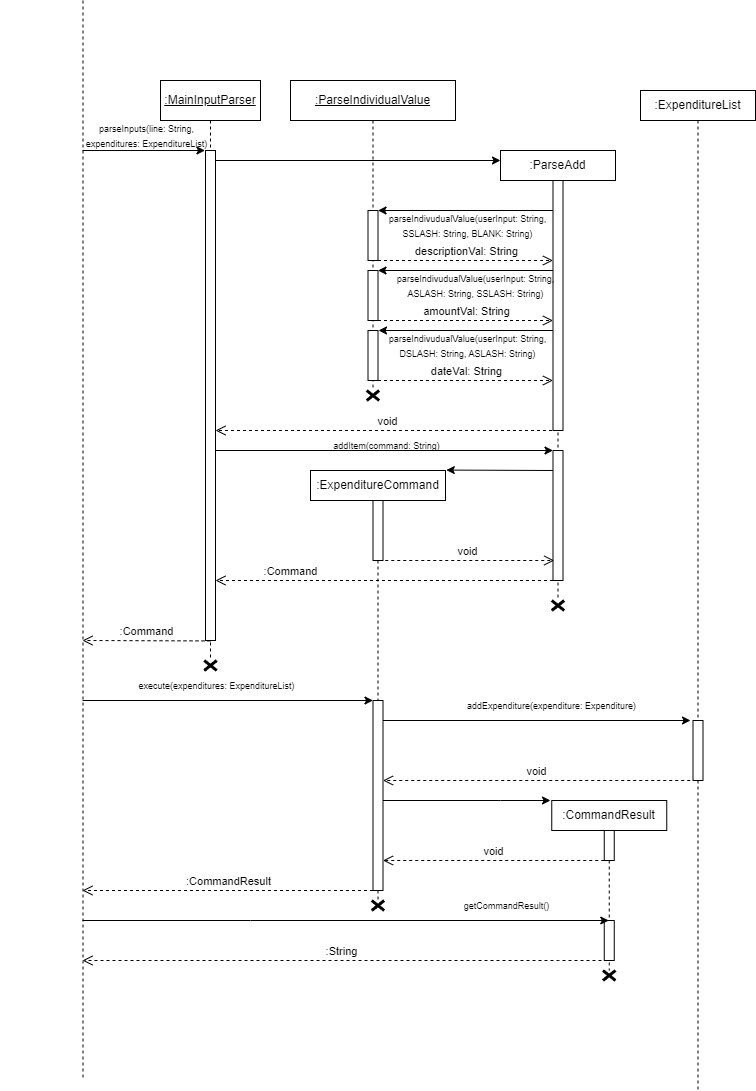 :MainInputParser
:ParseIndividualValue
:ExpenditureList
parseInputs(line: String,
expenditures: ExpenditureList)
:ParseAdd
parseIndivudualValue(userInput: String,
SSLASH: String, BLANK: String)
descriptionVal: String
parseIndivudualValue(userInput: String,
ASLASH: String, SSLASH: String)
amountVal: String
parseIndivudualValue(userInput: String,
DSLASH: String, ASLASH: String)
dateVal: String
void
addItem(command: String)
:ExpenditureCommand
void
:Command
:Command
execute(expenditures: ExpenditureList)
addExpenditure(expenditure: Expenditure)
void
:CommandResult
void
:CommandResult
getCommandResult()
:String